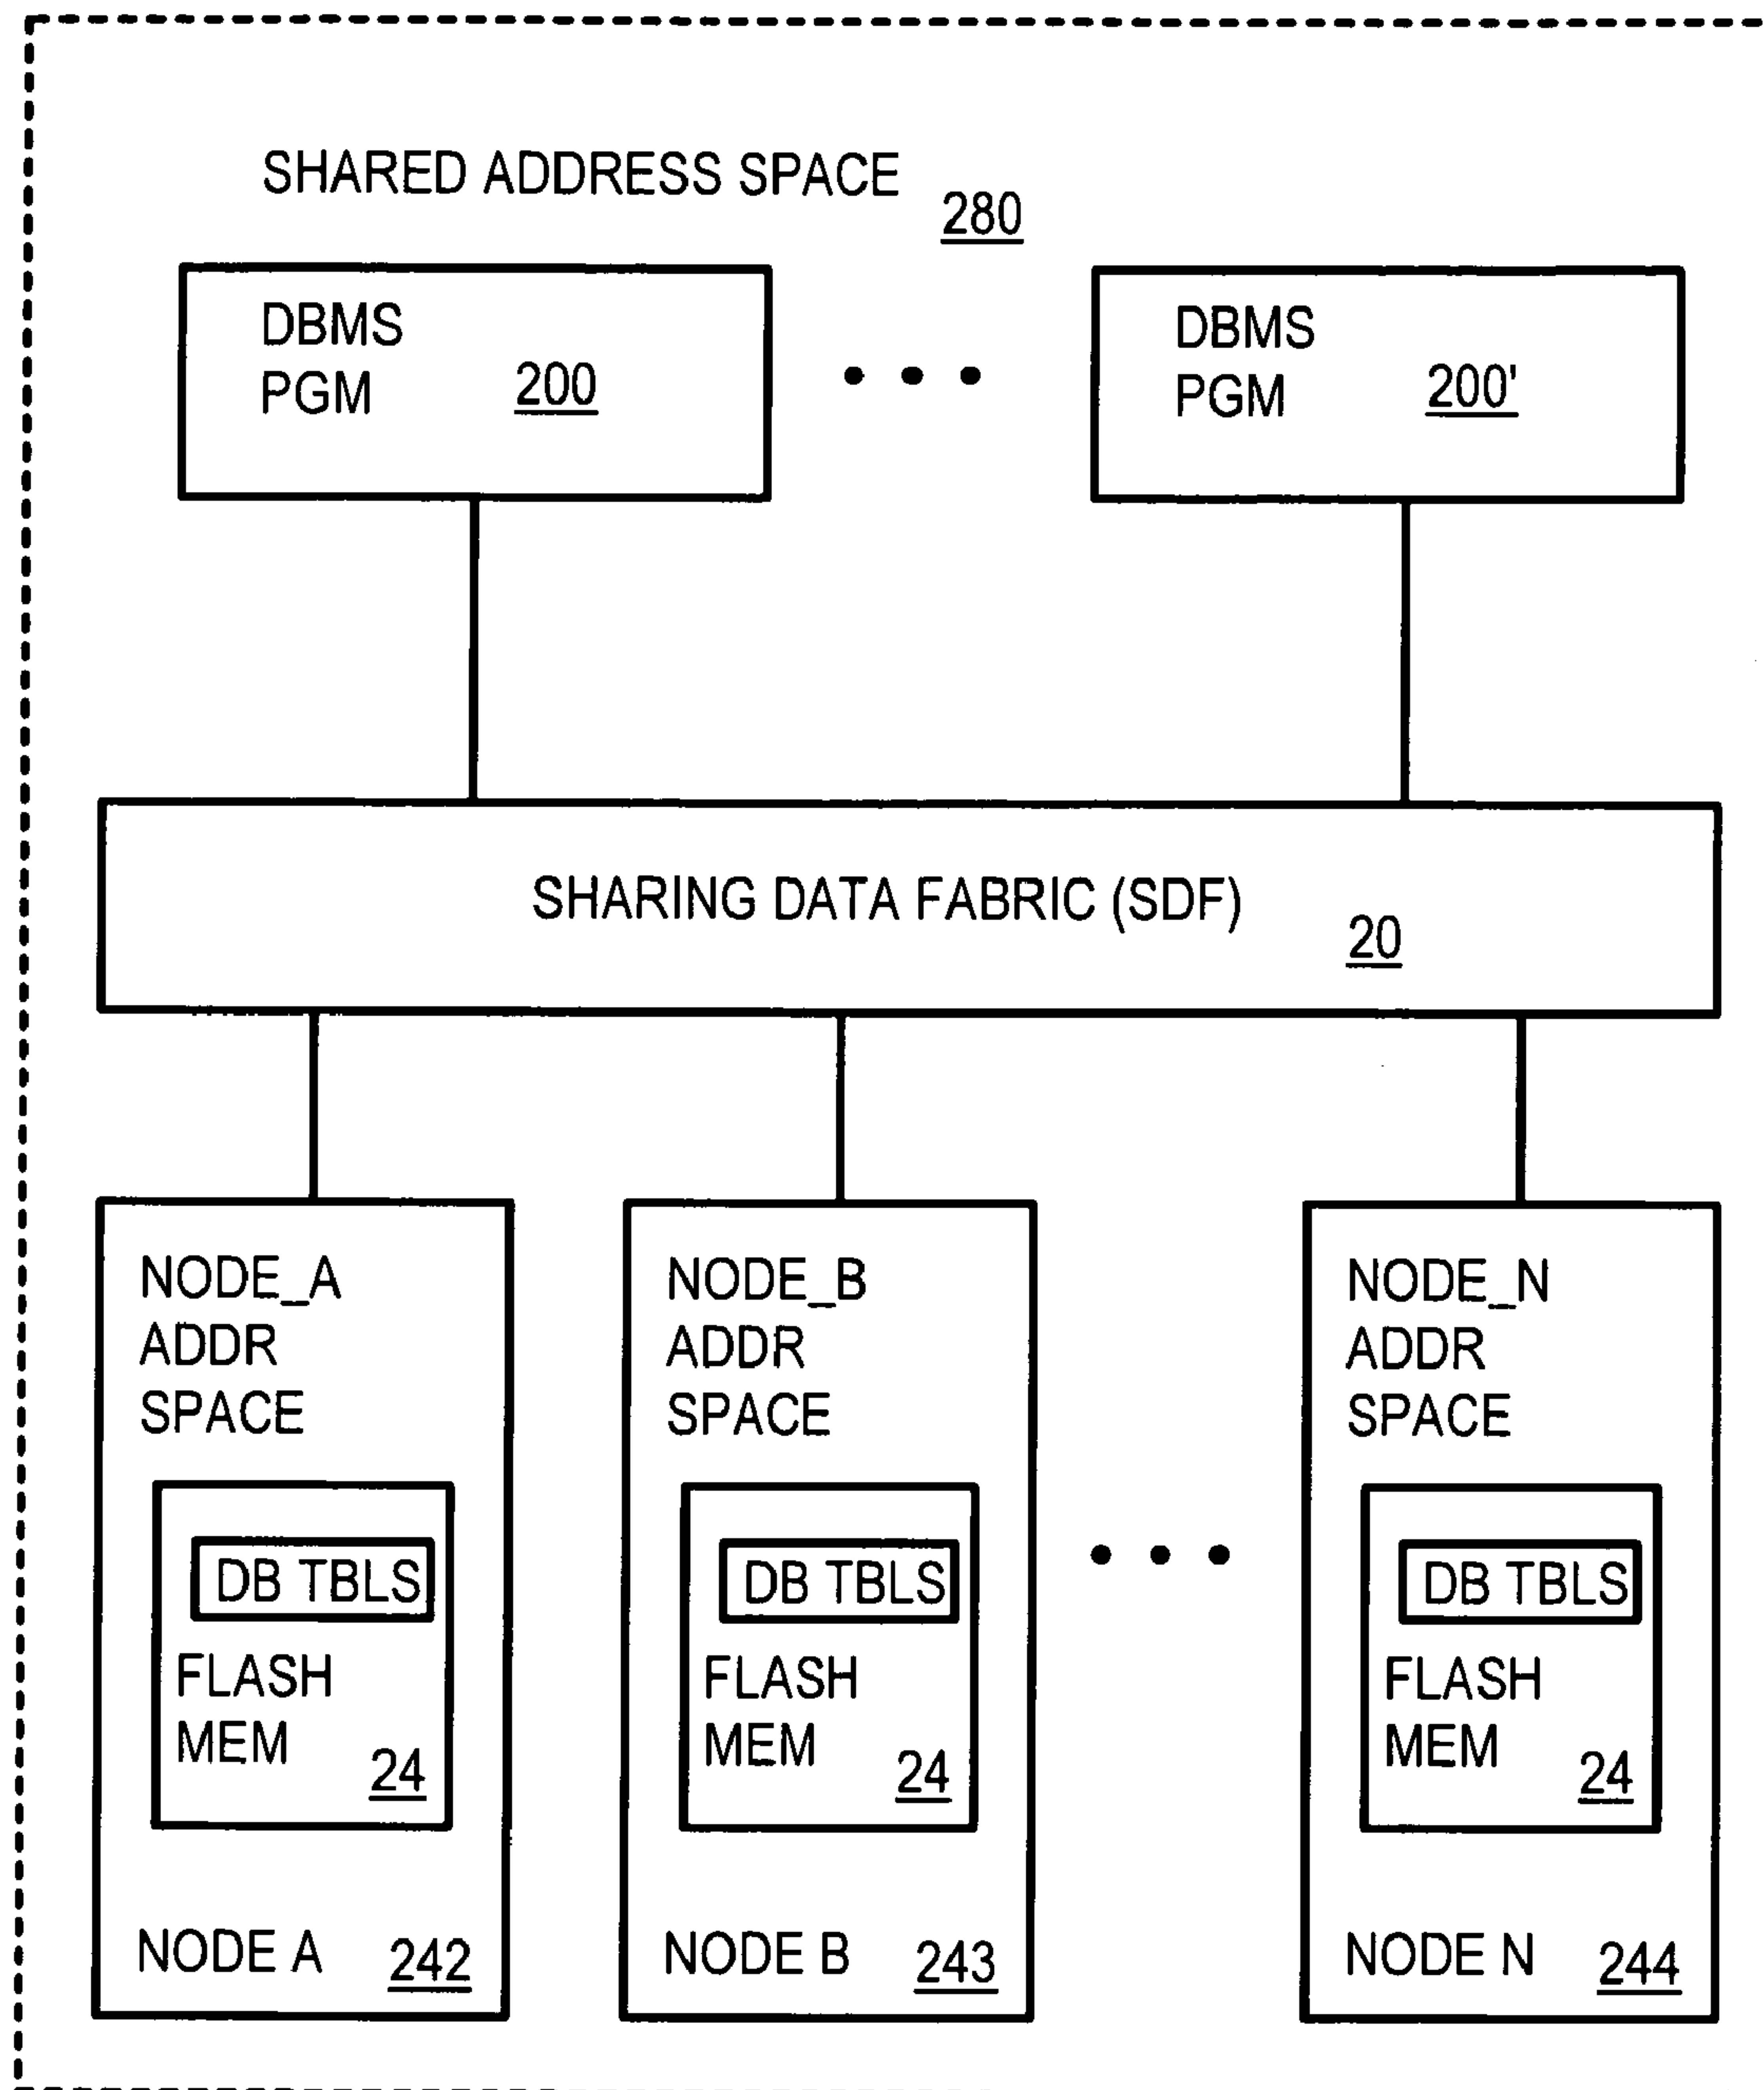 SHARED ADDRESS SPACE
280
DBMS
PGM 200
DBMS
PGM 200'
SHARING DATA FABRIC (SDF)
20
NODE_A
ADDR
SPACE
DB TBLS
FLASH
MEM
24
NODE A 242
NODE_B
ADDR
SPACE
DB TBLS
FLASH
MEM
24
NODE B 243
NODE_N
ADDR
SPACE
DB TBLS
FLASH
MEM
24
NODE N 244